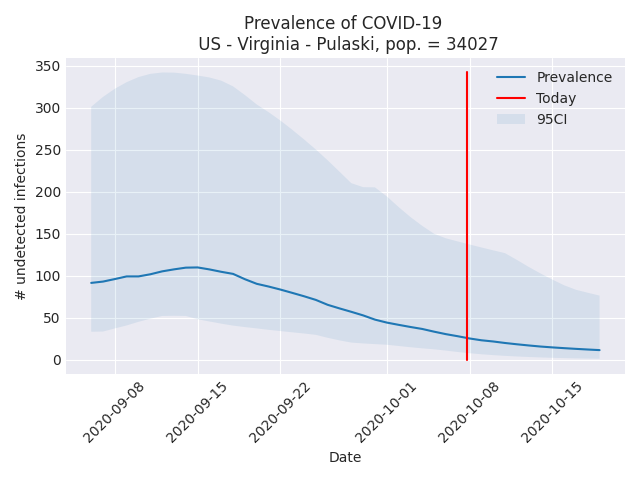 Prevalence of COVID-19
US - Virginia - Pulaski, pop. = 34027
350
300
250
200
150
100
50
0
# undetected infections
Prevalence
Today
95CI
2020-09-08
2020-09-15
2020-09-22
2020-10-01
2020-10-08
2020-10-15
Date